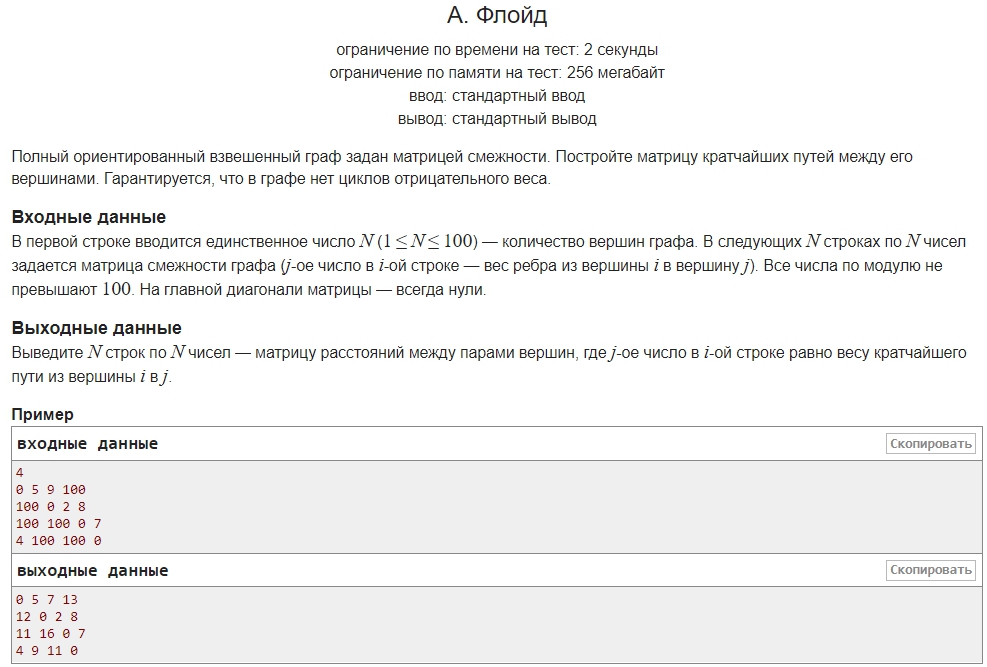 А. Флойд
ограничение по времени на тест: 2 секунды
ограничение по памяти на тест: 256 мегабайт
ввод: стандартный ввод
вывод: стандартный вывод
Полный ориентированный взвешенный граф задан матрицей смежности. Постройте матрицу кратчайших путей между его
вершинами. Гарантируется, что в графе нет циклов отрицательного веса.
Входные данные
В первой строке вводится единственное число N (1 ≤ N ≤ 100) — количество вершин графа. В следующих N строках по N чисел
задается матрица смежности графа (j-ое число в i-ой строке — вес ребра из вершины i в вершину j). Все числа по модулю не
превышают 100. На главной диагонали матрицы — всегда нули.
Выходные данные
Выведите N строк по N чисел — матрицу расстояний между парами вершин, где j-ое число в i-ой строке равно весу кратчайшего
пути из вершины i в j.
Пример
входные данные Скопировать
4
0 5 9 100
100 0 2 8
100 100 0 7
4 100 100 0
выходные данные Скопировать
0 5 7 13
12 0 2 8
11 16 0 7
4 9 11 0